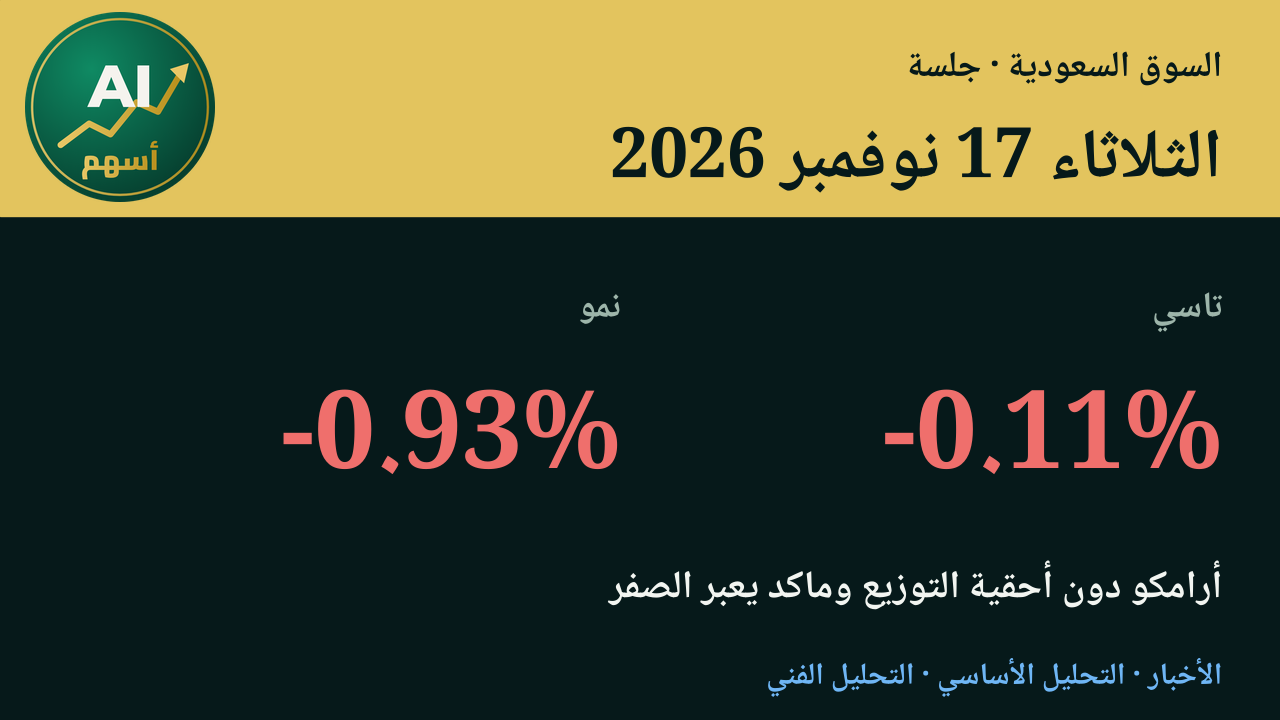 AI
أسهم
السوق السعودية · جلسة
الثلاثاء 17 نوفمبر 2026
تاسي
نمو
-0.11%
-0.93%
أرامكو دون أحقية التوزيع وماكد يعبر الصفر
الأخبار · التحليل الأساسي · التحليل الفني